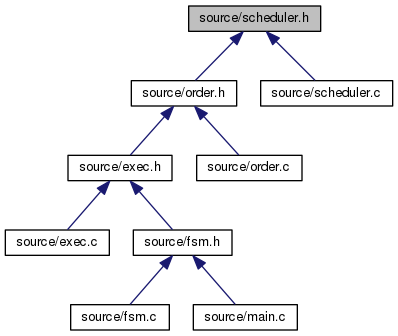 source/scheduler.h
source/order.h
source/scheduler.c
source/exec.h
source/order.c
source/exec.c
source/fsm.h
source/fsm.c
source/main.c